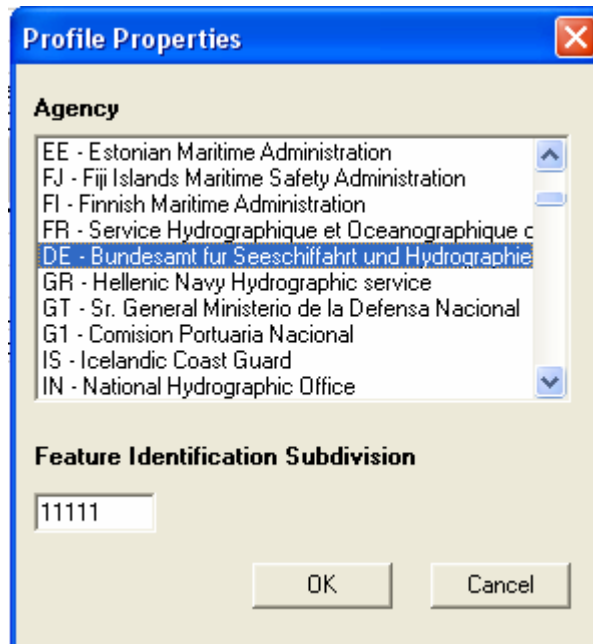 Profile Properties
Agency
EE - Estonian Maritime Administration
FJ - Fiji Islands Maritime Safety Administration
FI - Finnish Maritime Administration
FR - Service Hydrographique et Oceanographique
DE - Bundesamt fur Seeschiffahrt und Hydrographie
GR - Hellenic Navy Hydrographic service
GT - Sr. General Ministerio de la Defensa Nacional
G1 - Comision Portuaria Nacional
IS - Icelandic Coast Guard
IN - National Hydrographic Office
Feature Identification Subdivision
11111
OK Cancel